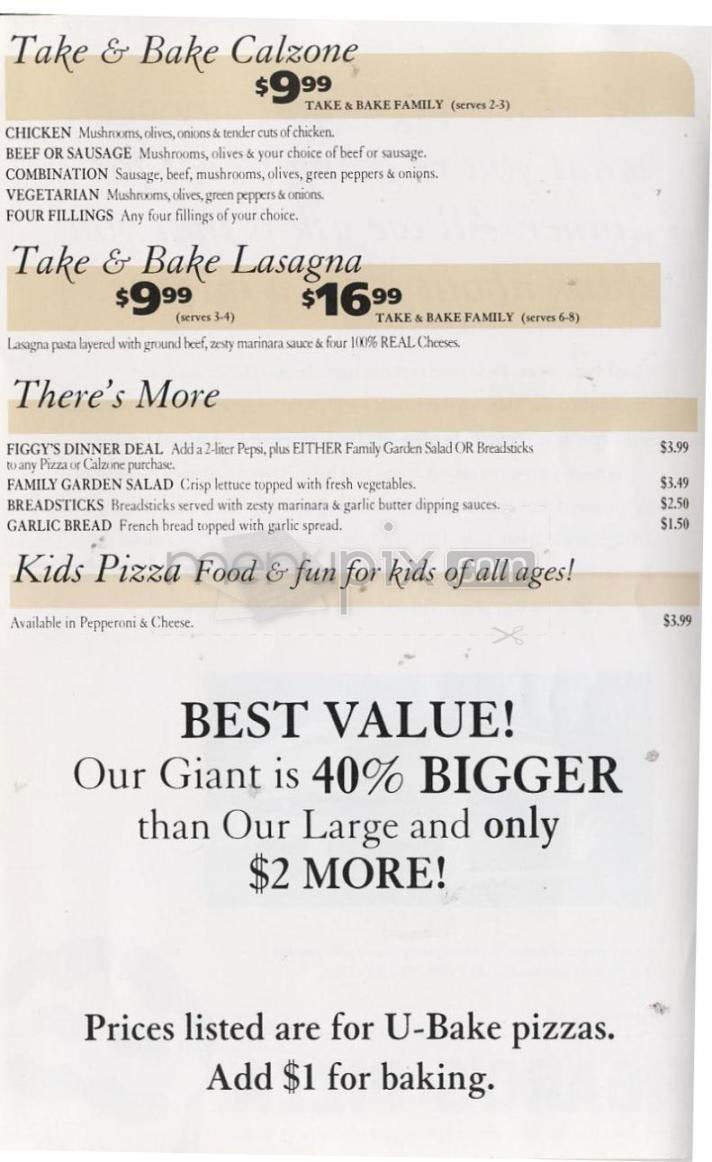 Take & Bake Calzone
$9.99
TAKE & BAKE FAMILY (serves 2-3)
CHICKEN Mushrooms, olives, onions & tender cuts of chicken.
BEEF OR SAUSAGE Mushrooms, olives & your choice of beef or sausage.
COMBINATION Sausage, beef, mushrooms, olives, green peppers & onions.
VEGETARIAN Mushrooms, olives, green peppers & onions.
FOUR FILLINGS Any four fillings of your choice.
Take & Bake Lasagna
$9.99 $16.99
(serves 3-4) TAKE & BAKE FAMILY (serves 6-8)
Lasagna pasta layered with ground beef, zesty marinara sauce & four 100% REAL Cheeses.
There's More
FIGGY'S DINNER DEAL Add a 2-liter Pepsi, plus EITHER Family Garden Salad OR Breadsticks $3.99
to any Pizza or Calzone purchase.
FAMILY GARDEN SALAD Crisp lettuce topped with fresh vegetables. $3.49
BREADSTICKS Breadsticks served with zesty marinara & garlic butter dipping sauces. $2.50
GARLIC BREAD French bread topped with garlic spread. $1.50
menupix.com
Kids Pizza Food & fun for kids of all ages!
Available in Pepperoni & Cheese. $3.99
BEST VALUE!
Our Giant is 40% BIGGER
than Our Large and only
$2 MORE!
Prices listed are for U-Bake pizzas.
Add $1 for baking.